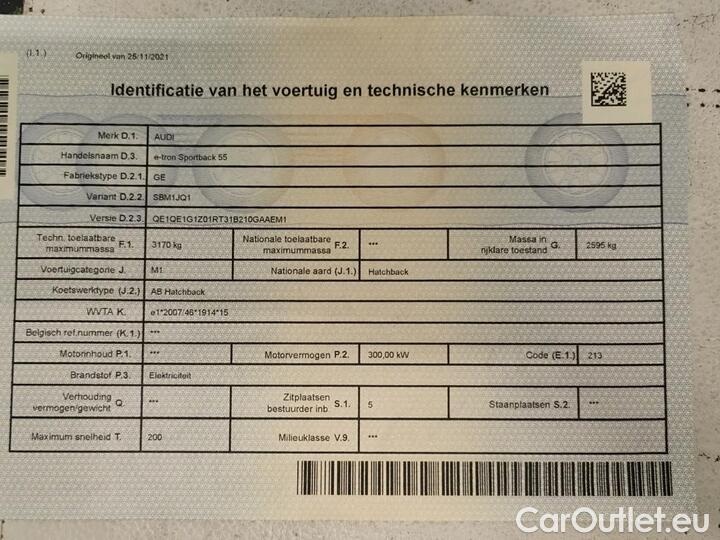 (I.1.) Origineel van 25/11/2021
Identificatie van het voertuig en technische kenmerken
Merk D.1. AUDI
Handelsnaam D.3. e-tron Sportback 55
Fabriekstype D.2.1. GE
Variant D.2.2. SBM1JQ1
Versie D.2.3. QE1QE1G1Z01RT31B210GAAEM1
Techn. toelaatbare maximummassa F.1. 3170 kg Nationale toelaatbare maximummassa F.2. *** Massa in rijklare toestand G. 2595 kg
Voertuigcategorie J. M1 Nationale aard (J.1.) Hatchback
Koetswerktype (J.2.) AB Hatchback
WVTA K. e1*2007/46*1914*15
Belgisch ref.nummer (K.1.) ***
Motorinhoud P.1. *** Motorvermogen P.2. 300,00 kW Code (E.1.) 213
Brandstof P.3. Elektriciteit
Verhouding vermogen/gewicht Q. *** Zitplaatsen bestuurder inb. S.1. 5 Staanplaatsen S.2. ***
Maximum snelheid T. 200 Milieuklasse V.9. ***
CarOutlet.eu